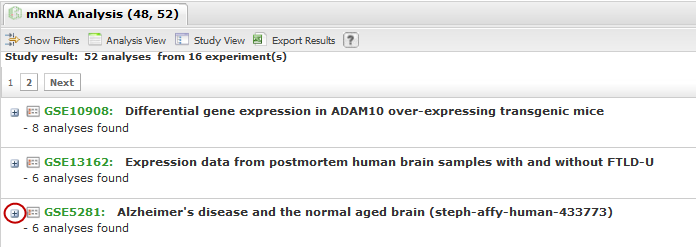 mRNA Analysis (48, 52)
Show Filters Analysis View Study View Export Results ?
Study result: 52 analyses from 16 experiment(s)
1 2 Next
GSE10908: Differential gene expression in ADAM10 over-expressing transgenic mice
- 8 analyses found
GSE13162: Expression data from postmortem human brain samples with and without FTLD-U
- 6 analyses found
GSE5281: Alzheimer's disease and the normal aged brain (steph-affy-human-433773)
- 6 analyses found